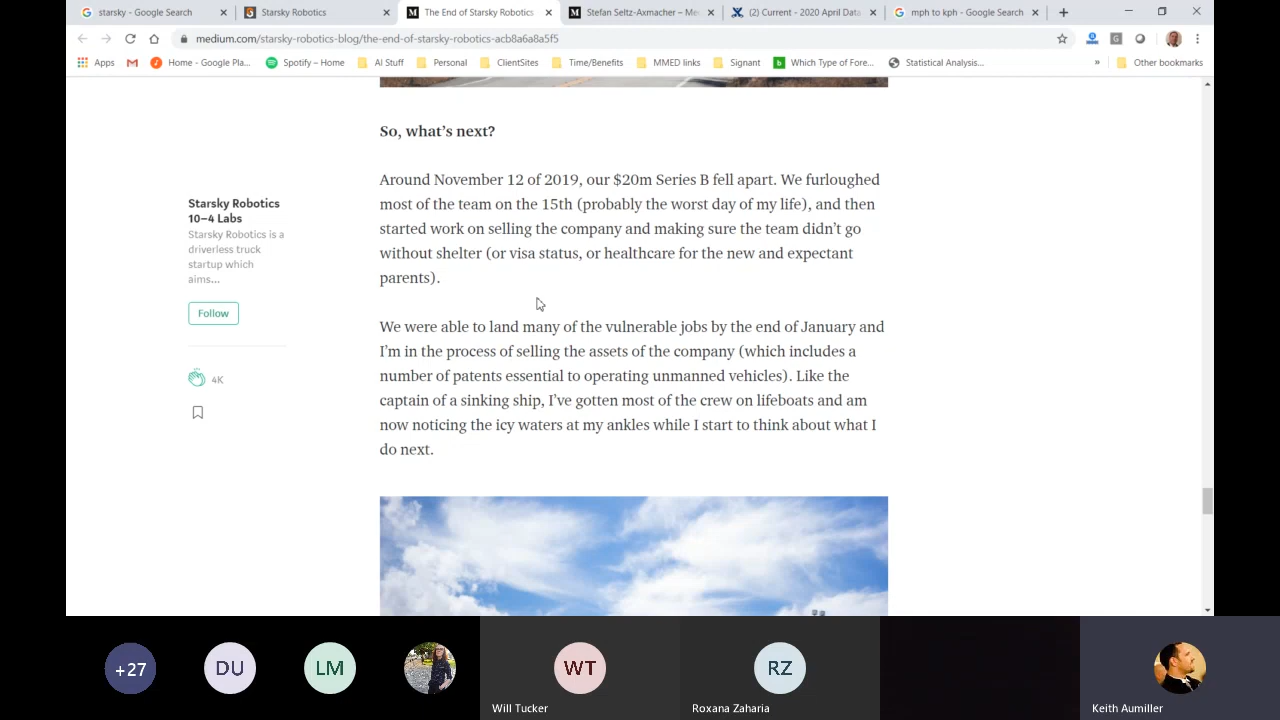 starsky - Google Search
Starsky Robotics
The End of Starsky Robotics
Stefan Seltz-Axmacher – Me
(2) Current - 2020 April Data
mph to kph - Google Search
medium.com/starsky-robotics-blog/the-end-of-starsky-robotics-acb8a6a8a5f5
Apps
Home - Google Pla...
Spotify – Home
AI Stuff
Personal
ClientSites
Time/Benefits
MMED links
Signant
Which Type of Fore...
Statistical Analysis...
»
Other bookmarks
So, what's next?
Around November 12 of 2019, our $20m Series B fell apart. We furloughed
most of the team on the 15th (probably the worst day of my life), and then
started work on selling the company and making sure the team didn't go
without shelter (or visa status, or healthcare for the new and expectant
parents).
We were able to land many of the vulnerable jobs by the end of January and
I'm in the process of selling the assets of the company (which includes a
number of patents essential to operating unmanned vehicles). Like the
captain of a sinking ship, I've gotten most of the crew on lifeboats and am
now noticing the icy waters at my ankles while I start to think about what I
do next.
Starsky Robotics
10–4 Labs
Starsky Robotics is a
driverless truck
startup which
aims...
Follow
4K
+27
DU
LM
WT
RZ
Will Tucker
Roxana Zaharia
Keith Aumiller